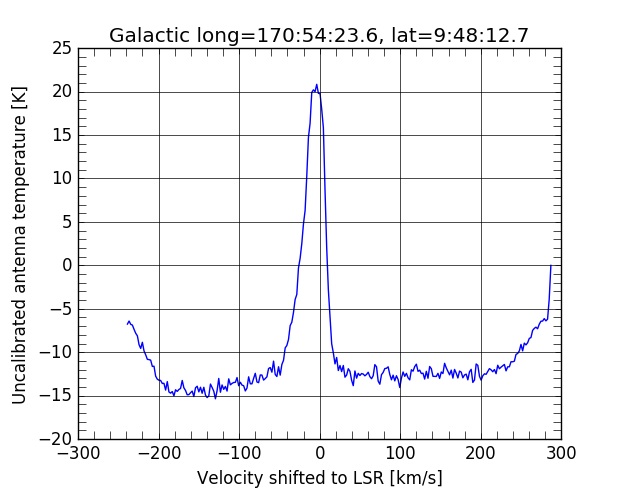 Galactic long=170:54:23.6, lat=9:48:12.7
25
20
15
10
5
0
−5
−10
−15
−20
Uncalibrated antenna temperature [K]
−300 −200 −100 0 100 200 300
Velocity shifted to LSR [km/s]